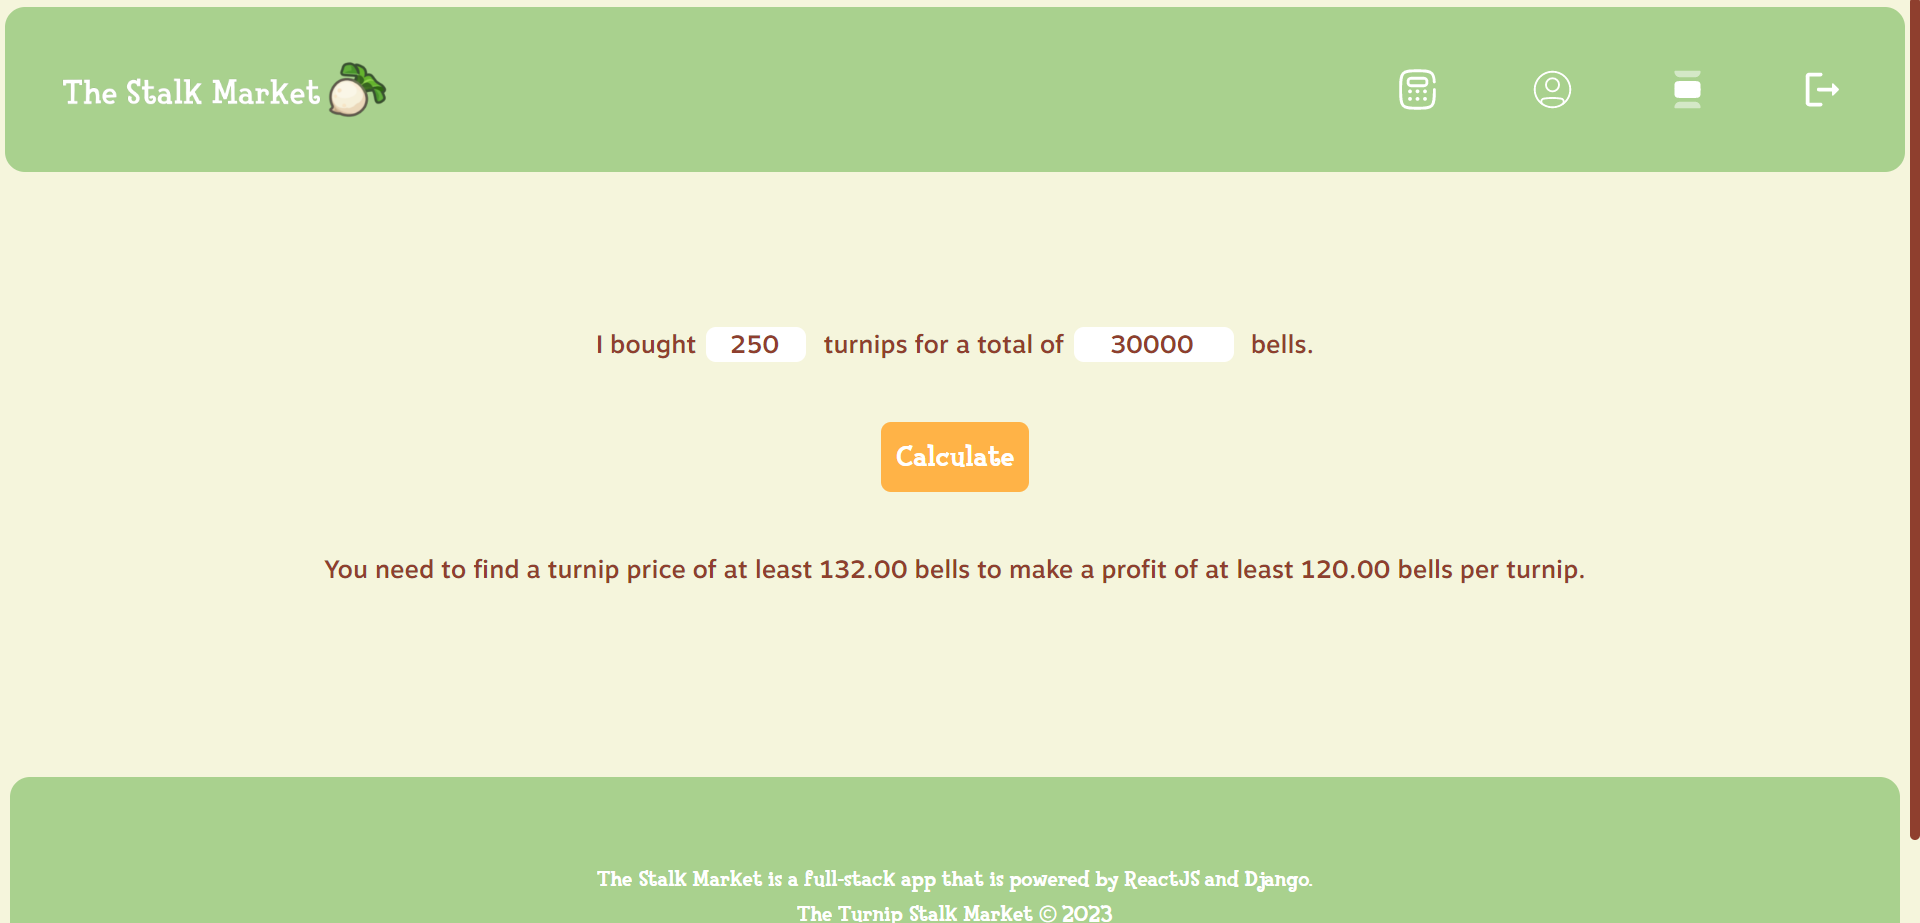 The Stalk Market
I bought 250 turnips for a total of 30000 bells.
Calculate
You need to find a turnip price of at least 132.00 bells to make a profit of at least 120.00 bells per turnip.
The Stalk Market is a full-stack app that is powered by ReactJS and Django.
The Turnip Stalk Market © 2023